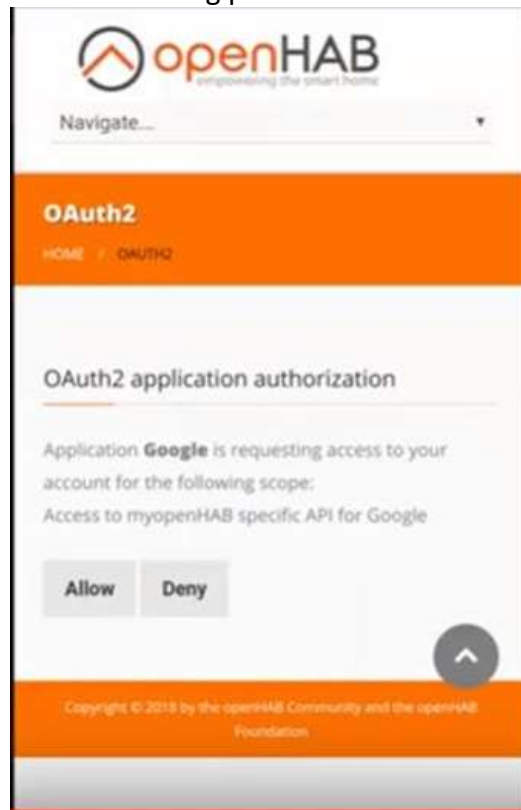 openHAB
empowering the smart home
Navigate...
OAuth2
HOME / OAUTH2
OAuth2 application authorization
Application Google is requesting access to your
account for the following scope:
Access to myopenHAB specific API for Google
Allow Deny
Copyright © 2018 by the openHAB Community and the openHAB
Foundation